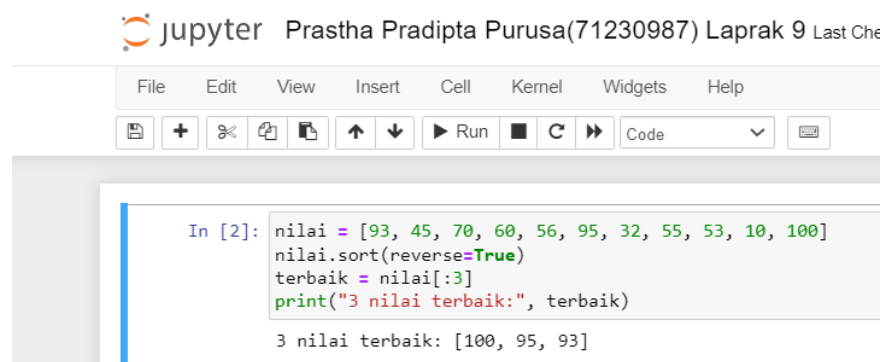 jupyter Prastha Pradipta Purusa(71230987) Laprak 9 Last Che
File Edit View Insert Cell Kernel Widgets Help
Run Code
In [2]: nilai = [93, 45, 70, 60, 56, 95, 32, 55, 53, 10, 100]
nilai.sort(reverse=True)
terbaik = nilai[:3]
print("3 nilai terbaik:", terbaik)
3 nilai terbaik: [100, 95, 93]